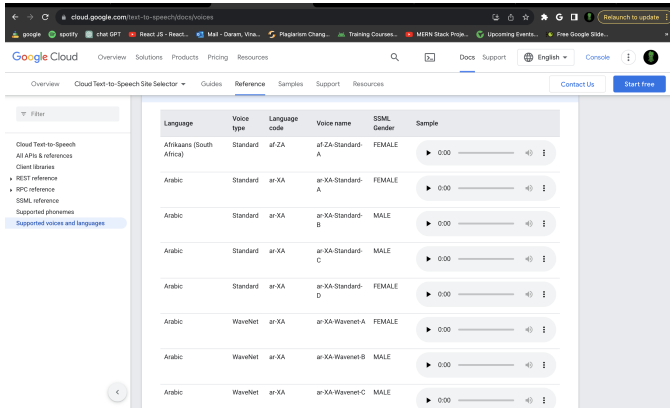 cloud.google.com/text-to-speech/docs/voices
Relaunch to update
google spotify chat GPT React JS - React... Mail - Daram, Vina... Plagiarism Chang... Training Courses... MERN Stack Proje... Upcoming Events... Free Google Slide...
Google Cloud Overview Solutions Products Pricing Resources Docs Support English Console
Overview Cloud Text-to-Speech Site Selector Guides Reference Samples Support Resources Contact Us Start free
Filter
Cloud Text-to-Speech
All APIs & references
Client libraries
REST reference
RPC reference
SSML reference
Supported phonemes
Supported voices and languages
Language Voice type Language code Voice name SSML Gender Sample
Afrikaans (South Africa) Standard af-ZA af-ZA-Standard-A FEMALE 0:00
Arabic Standard ar-XA ar-XA-Standard-A FEMALE 0:00
Arabic Standard ar-XA ar-XA-Standard-B MALE 0:00
Arabic Standard ar-XA ar-XA-Standard-C MALE 0:00
Arabic Standard ar-XA ar-XA-Standard-D FEMALE 0:00
Arabic WaveNet ar-XA ar-XA-Wavenet-A FEMALE 0:00
Arabic WaveNet ar-XA ar-XA-Wavenet-B MALE 0:00
Arabic WaveNet ar-XA ar-XA-Wavenet-C MALE 0:00